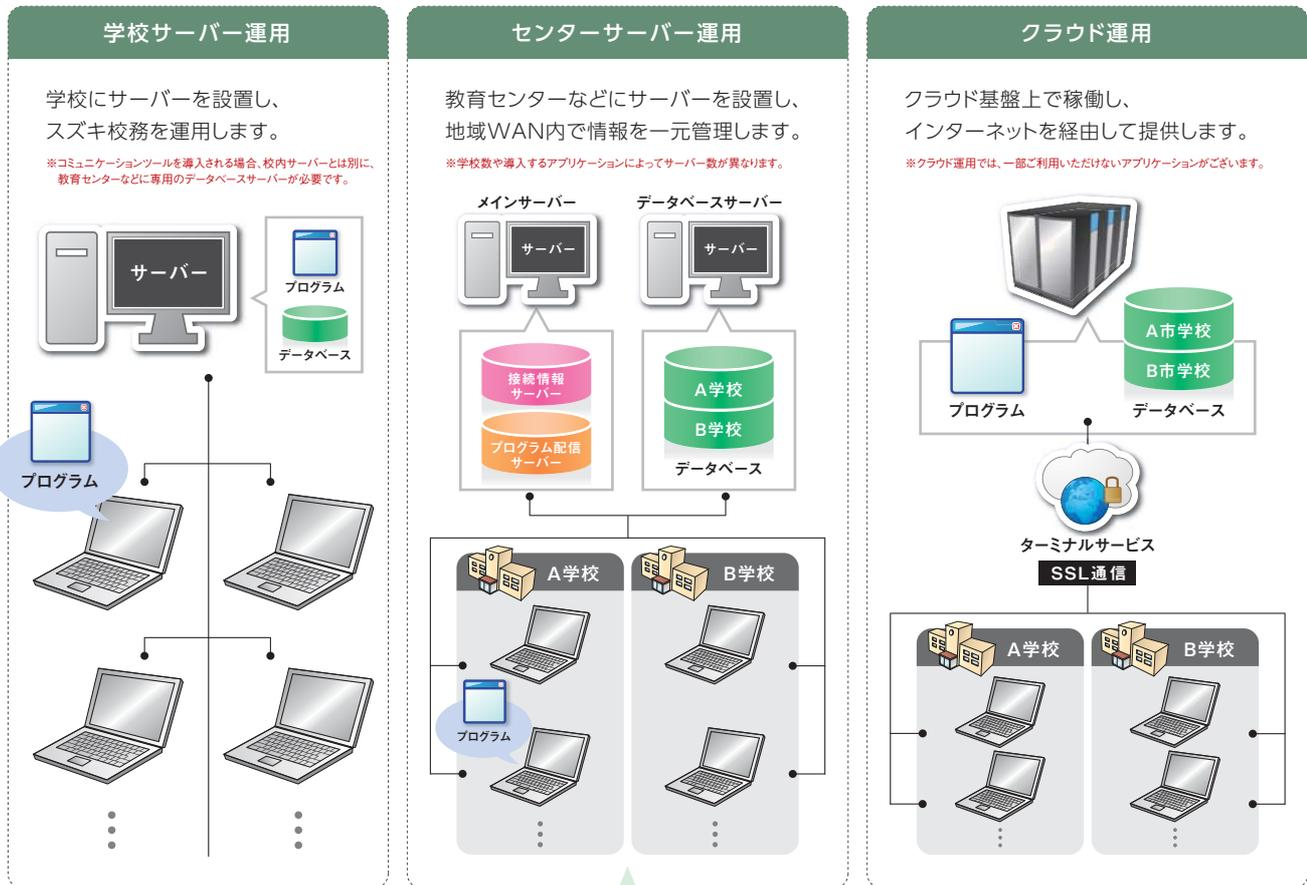 学校サーバー運用
学校にサーバーを設置し、
スズキ校務を運用します。
※コミュニケーションツールを導入される場合、校内サーバーとは別に、
教育センターなどに専用のデータベースサーバーが必要です。
サーバー
プログラム
データベース
プログラム
センターサーバー運用
教育センターなどにサーバーを設置し、
地域WAN内で情報を一元管理します。
※学校数や導入するアプリケーションによってサーバー数が異なります。
メインサーバー
データベースサーバー
サーバー
サーバー
接続情報
サーバー
プログラム配信
サーバー
A学校
B学校
データベース
A学校
B学校
プログラム
クラウド運用
クラウド基盤上で稼働し、
インターネットを経由して提供します。
※クラウド運用では、一部ご利用いただけないアプリケーションがございます。
プログラム
A市学校
B市学校
データベース
ターミナルサービス
SSL通信
A学校
B学校